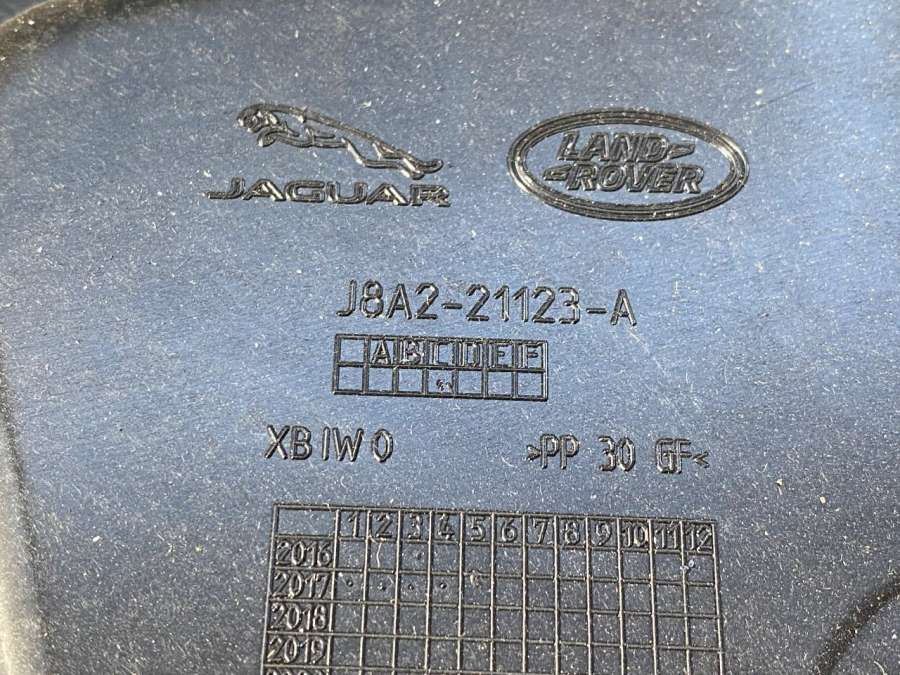 JAGUAR
LAND
ROVER
J8A2-21123-A
A B C D E F
XBIW0 >PP 30 GF<
1 2 3 4 5 6 7 8 9 10 11 12
2016
2017
2018
2019